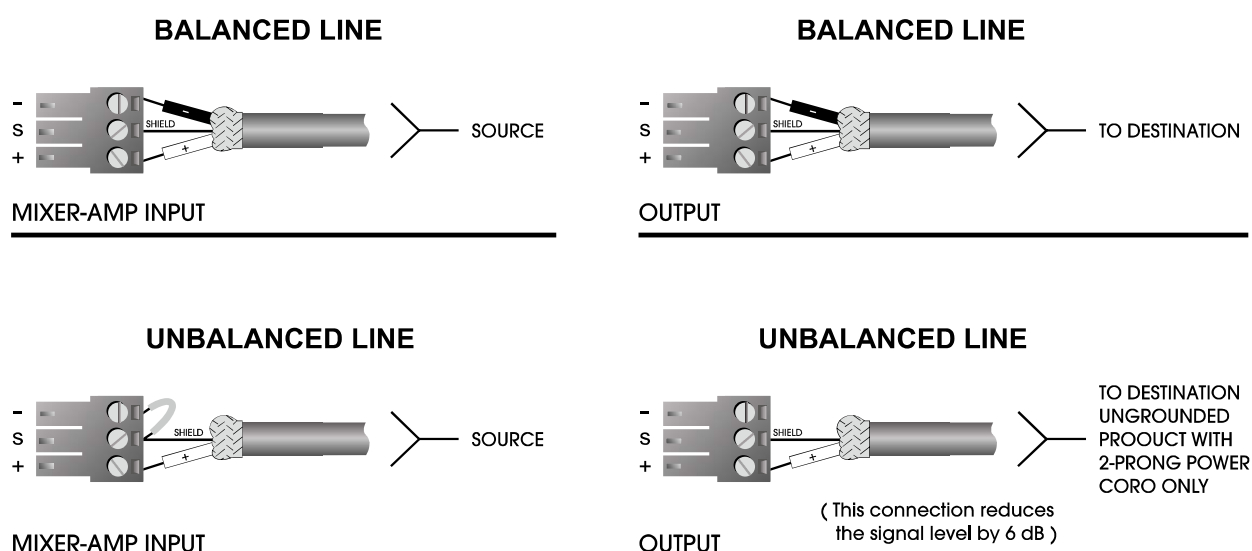 BALANCED LINE
-
S
+
SHIELD
-
+
SOURCE
MIXER-AMP INPUT
BALANCED LINE
-
S
+
SHIELD
-
+
TO DESTINATION
OUTPUT
UNBALANCED LINE
-
S
+
SHIELD
+
SOURCE
MIXER-AMP INPUT
UNBALANCED LINE
-
S
+
SHIELD
+
TO DESTINATION
UNGROUNDED
PROOUCT WITH
2-PRONG POWER
CORO ONLY
( This connection reduces
the signal level by 6 dB )
OUTPUT